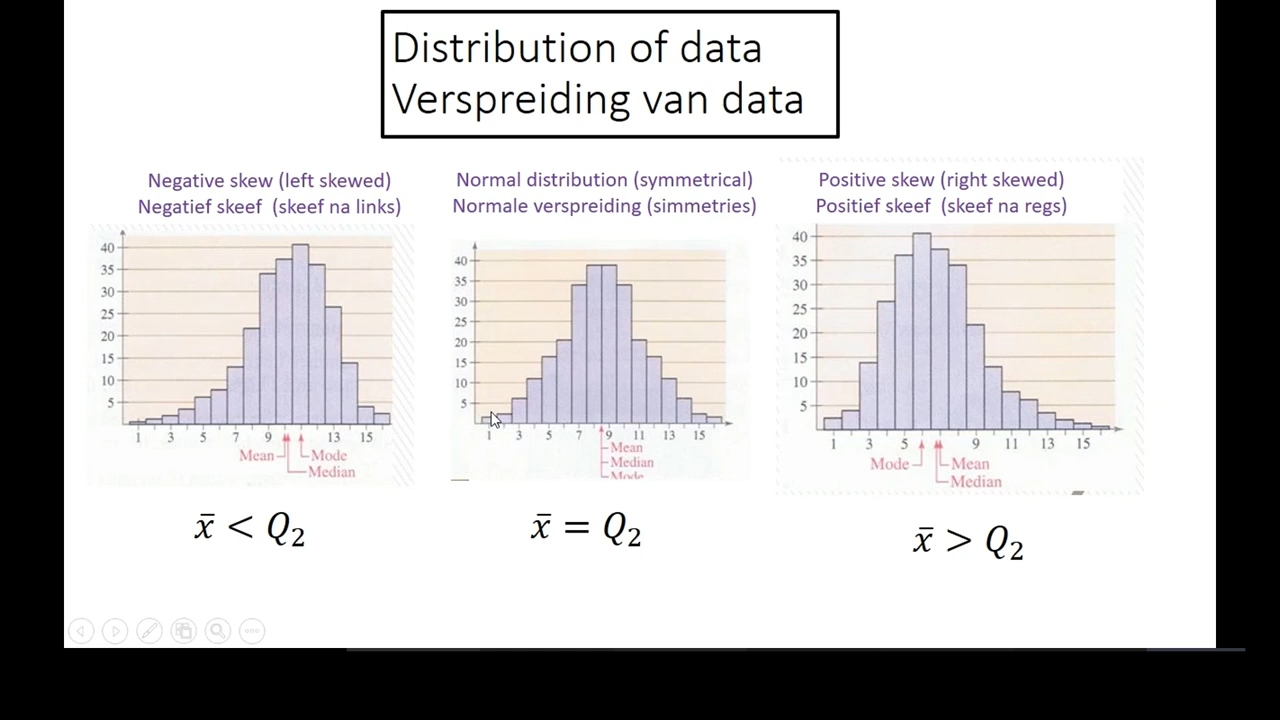 Distribution of data
Verspreiding van data
Negative skew (left skewed)
Negatief skeef (skeef na links)
40
35
30
25
20
15
10
5
1 3 5 7 9 13 15
Mean Mode
Median
x̄ < Q₂
Normal distribution (symmetrical)
Normale verspreiding (simmetries)
40
35
30
25
20
15
10
5
1 3 5 7 9 11 13 15
Mean
Median
Mode
x̄ = Q₂
Positive skew (right skewed)
Positief skeef (skeef na regs)
40
35
30
25
20
15
10
5
1 3 5 9 11 13 15
Mode Mean
Median
x̄ > Q₂